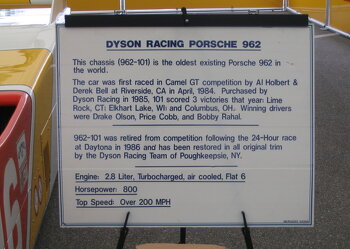 DYSON RACING PORSCHE 962
This chassis (962-101) is the oldest existing Porsche 962 in
the world.
The car was first raced in Camel GT competition by Al Holbert &
Derek Bell at Riverside, CA in April, 1984. Purchased by
Dyson Racing in 1985, 101 scored 3 victories that year: Lime
Rock, CT: Elkhart Lake, WI: and Columbus, OH. Winning drivers
were Drake Olson, Price Cobb, and Bobby Rahal.
962-101 was retired from competition following the 24-Hour race
at Daytona in 1986 and has been restored in all original trim
by the Dyson Racing Team of Poughkeepsie, NY.
Engine: 2.8 Liter, Turbocharged, air cooled, Flat 6
Horsepower: 800
Top Speed: Over 200 MPH